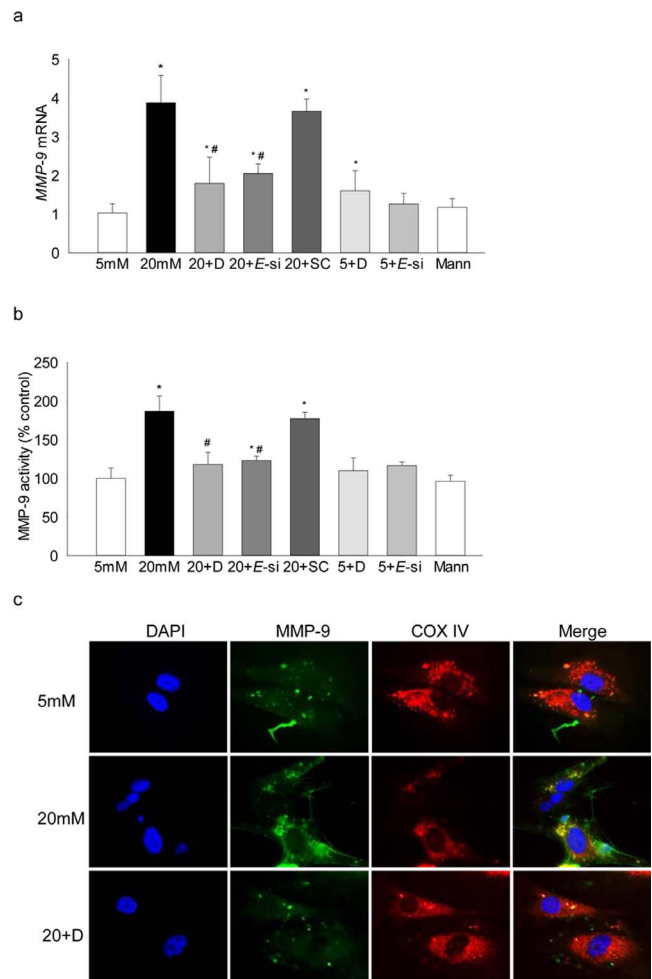 a
5
4
3
2
1
0
MMP-9 mRNA
*
* #
* #
*
*
5mM 20mM 20+D 20+E-si 20+SC 5+D 5+E-si Mann
b
250
200
150
100
50
0
MMP-9 activity (% control)
*
#
* #
*
5mM 20mM 20+D 20+E-si 20+SC 5+D 5+E-si Mann
c
DAPI MMP-9 COX IV Merge
5mM
20mM
20+D